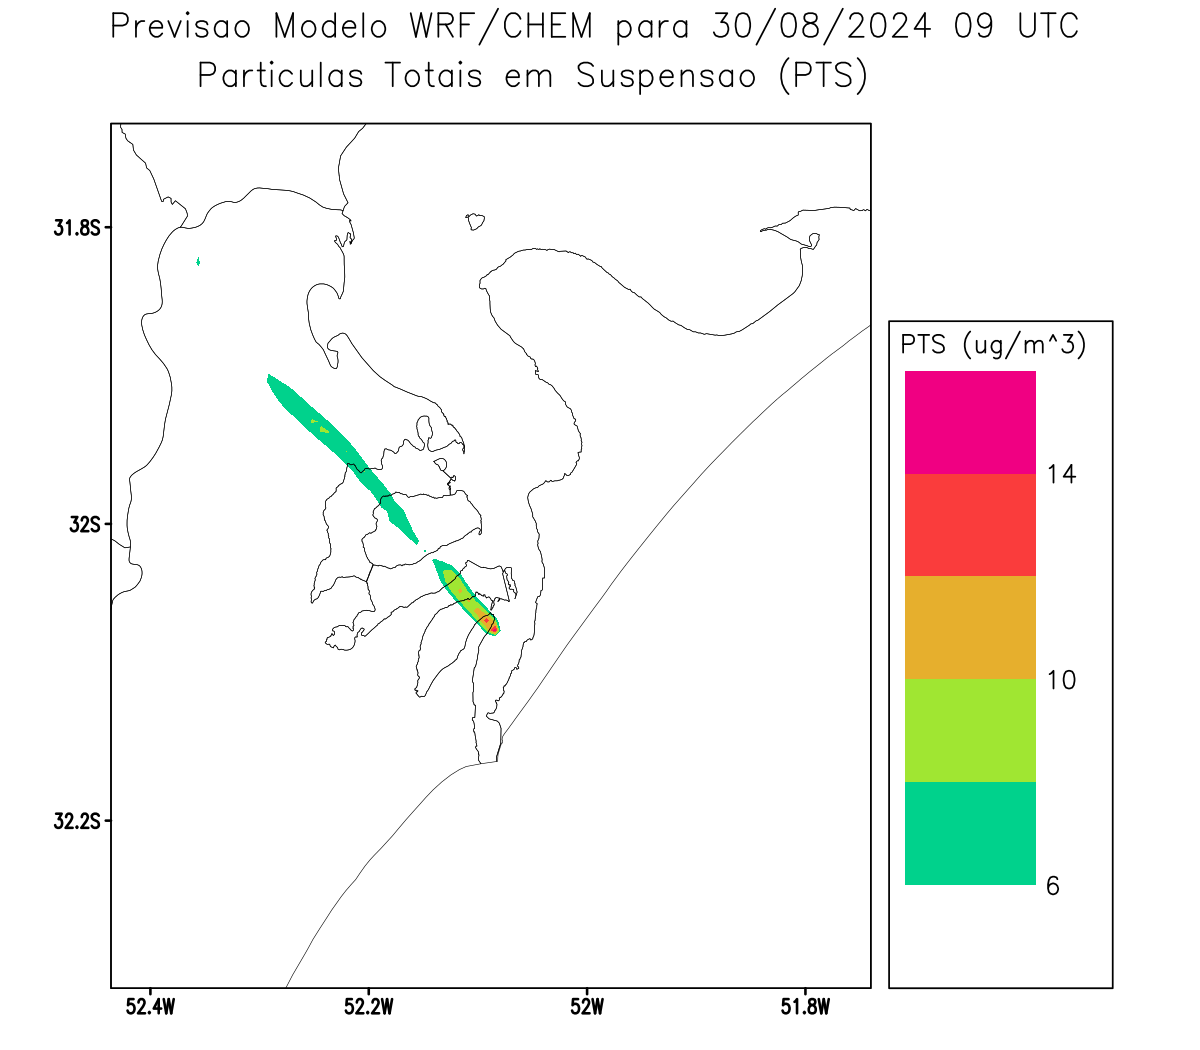 Previsao Modelo WRF/CHEM para 30/08/2024 09 UTC
Particulas Totais em Suspensao (PTS)
31.8S
PTS (ug/m^3)
14
32S
10
32.2S
6
52.4W 52.2W 52W 51.8W